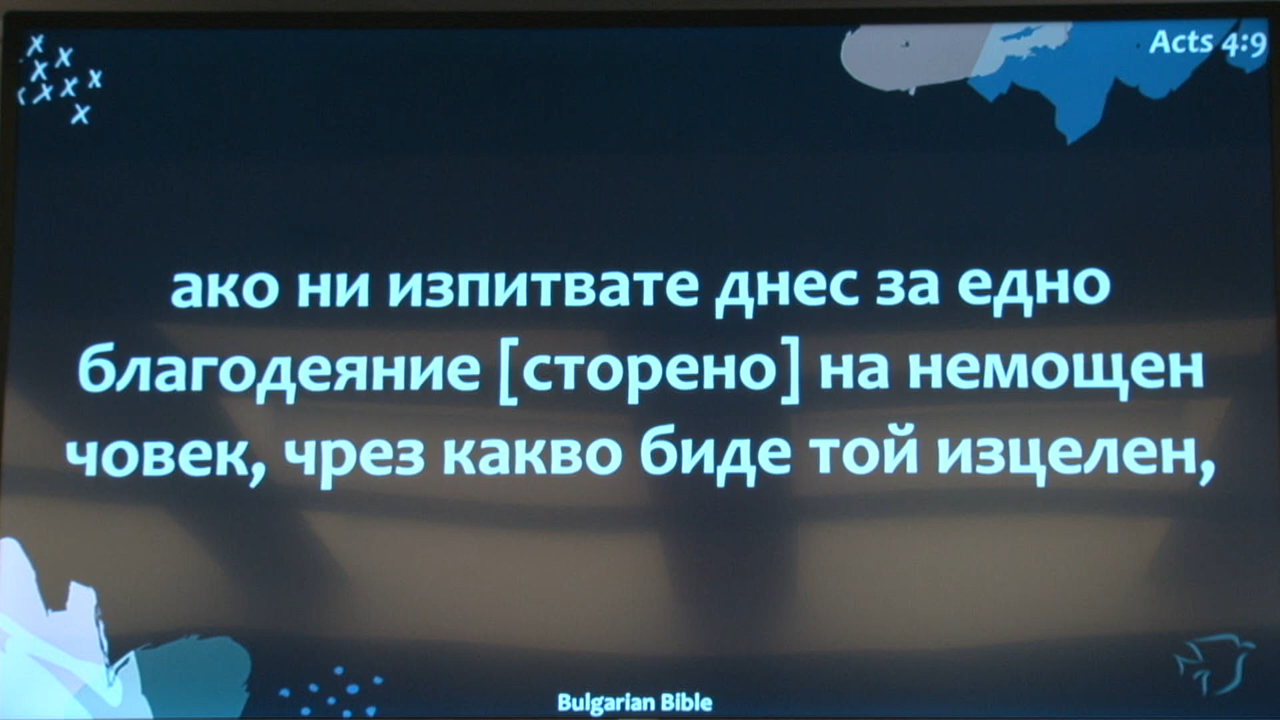 Acts 4:9
ако ни изпитвате днес за едно
благодеяние [сторено] на немощен
човек, чрез какво биде той изцелен,
Bulgarian Bible